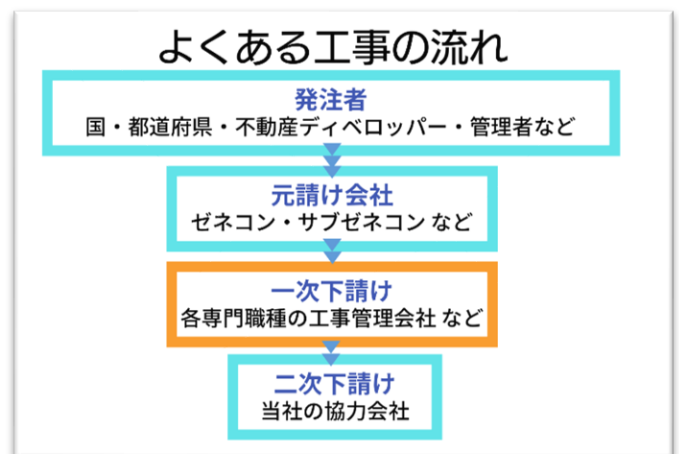 よくある工事の流れ
発注者
国・都道府県・不動産ディベロッパー・管理者など
元請け会社
ゼネコン・サブゼネコン など
一次下請け
各専門職種の工事管理会社 など
二次下請け
当社の協力会社